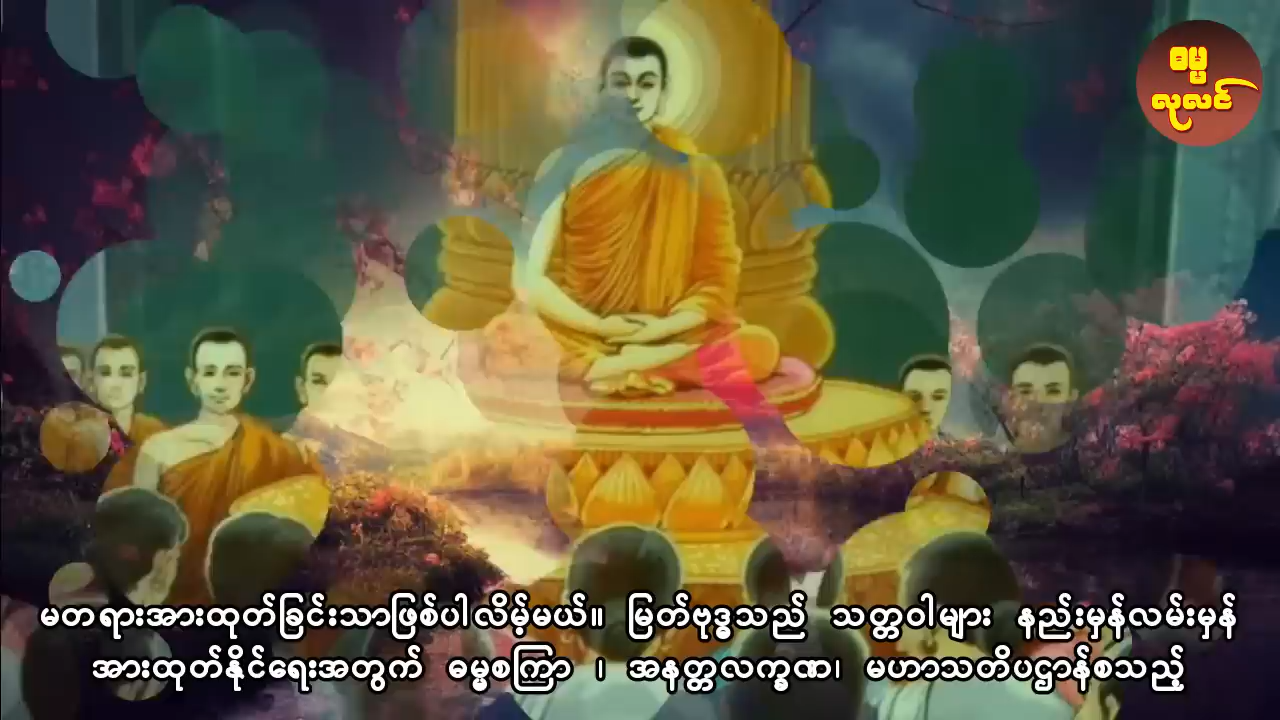 ဓမ္မ
လုလင်
မတရားအားထုတ်ခြင်းသာဖြစ်ပါလိမ့်မယ်။ မြတ်ဗုဒ္ဓသည် သတ္တဝါများ နည်းမှန်လမ်းမှန်
အားထုတ်နိုင်ရေးအတွက် ဓမ္မစကြာ ၊ အနတ္တလက္ခဏ၊ မဟာသတိပဋ္ဌာန်စသည့်